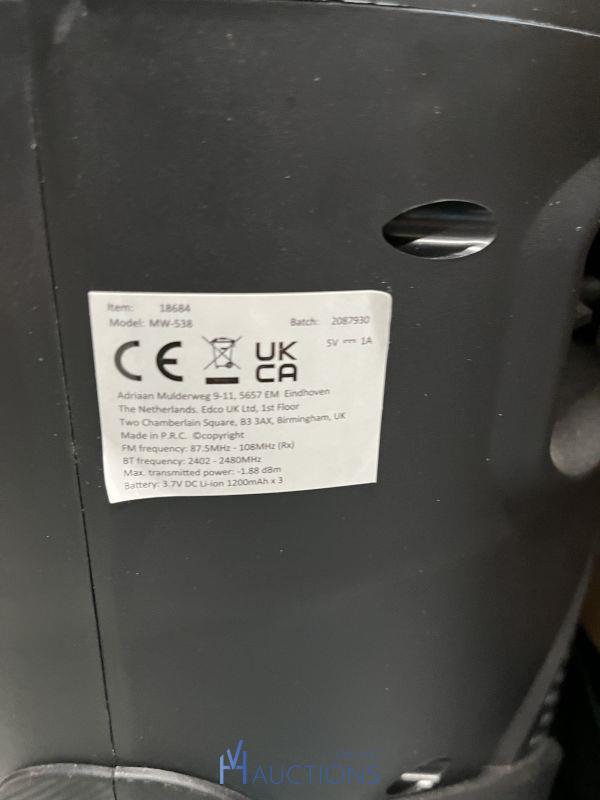 Item: 18684
Model: MW-538 Batch: 2087930
5V ⎓ 1A
CE UK CA
Adriaan Mulderweg 9-11, 5657 EM Eindhoven
The Netherlands. Edco UK Ltd, 1st Floor
Two Chamberlain Square, B3 3AX, Birmingham, UK
Made in P.R.C. ©copyright
FM frequency: 87.5MHz - 108MHz (Rx)
BT frequency: 2402 - 2480MHz
Max. transmitted power: -1.88 dBm
Battery: 3.7V DC Li-ion 1200mAh x 3
VH AUCTIONS